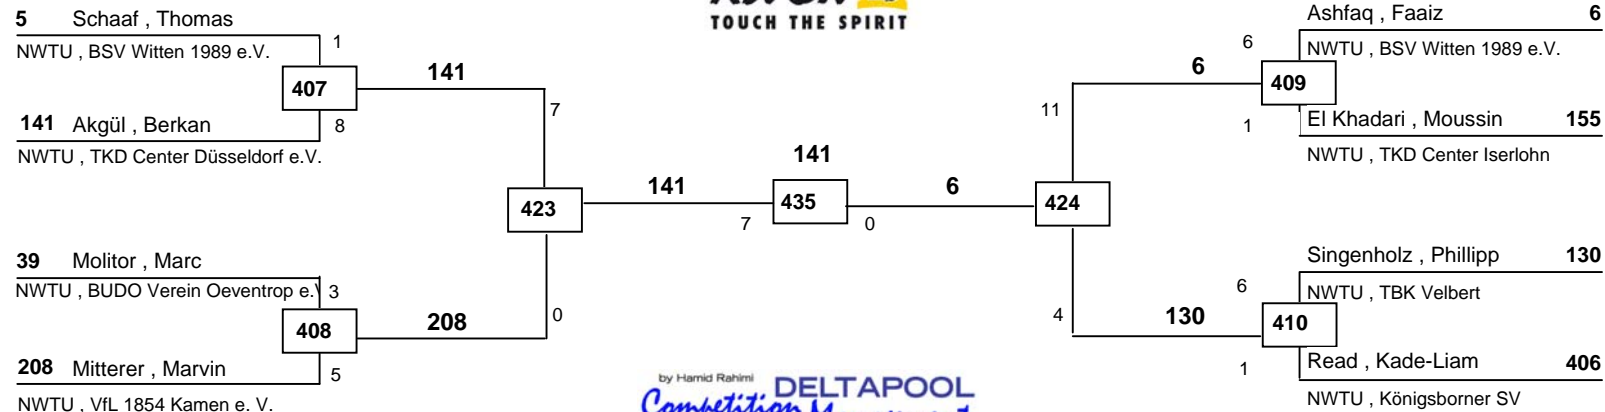 TOUCH THE SPIRIT
5 Schaaf , Thomas
NWTU , BSV Witten 1989 e.V.
1
407
141
141 Akgül , Berkan
8
NWTU , TKD Center Düsseldorf e.V.
7
423
141
39 Molitor , Marc
NWTU , BUDO Verein Oeventrop e.V
3
408
208
0
208 Mitterer , Marvin
5
NWTU , VfL 1854 Kamen e. V.
141
435
7
0
6
424
11
4
6
Ashfaq , Faaiz 6
6
NWTU , BSV Witten 1989 e.V.
409
1
El Khadari , Moussin 155
NWTU , TKD Center Iserlohn
Singenholz , Phillipp 130
6
NWTU , TBK Velbert
130
410
1
Read , Kade-Liam 406
NWTU , Königsborner SV
by Hamid Rahimi DELTAPOOL
Competition